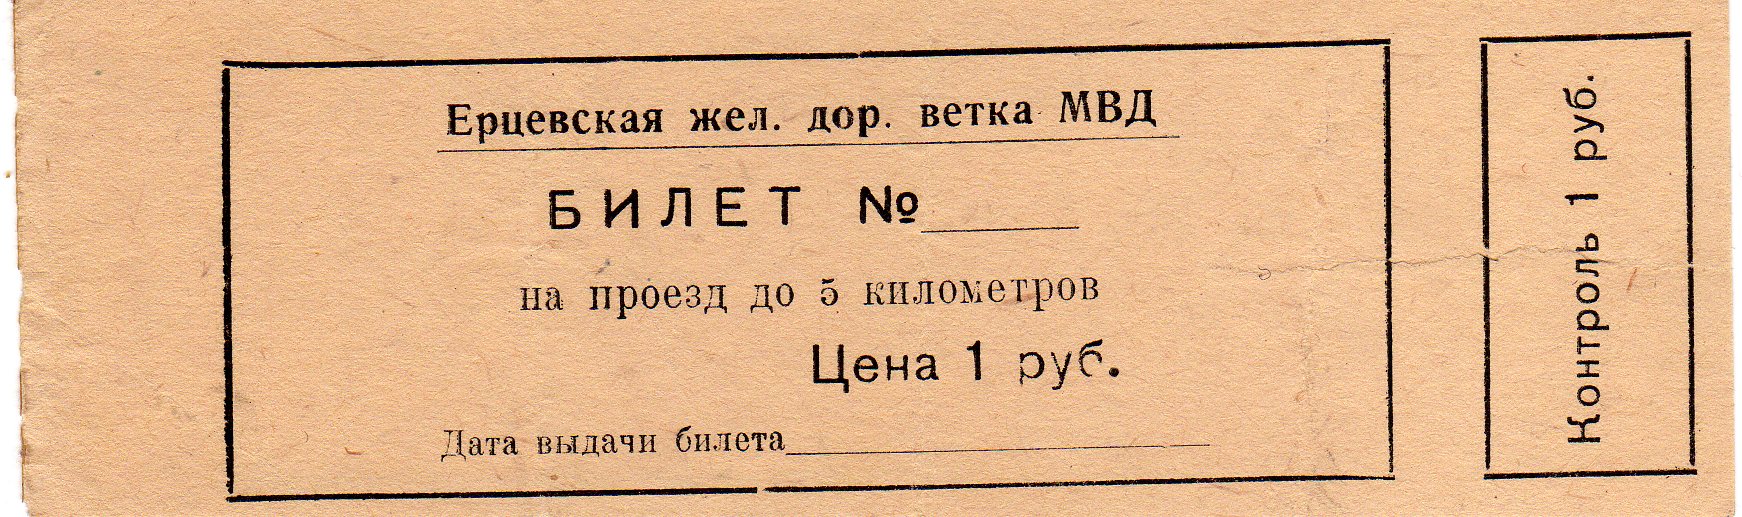 Ерцевская жел. дор. ветка МВД
БИЛЕТ №
на проезд до 5 километров
Цена 1 руб.
Дата выдачи билета
Контроль 1 руб.